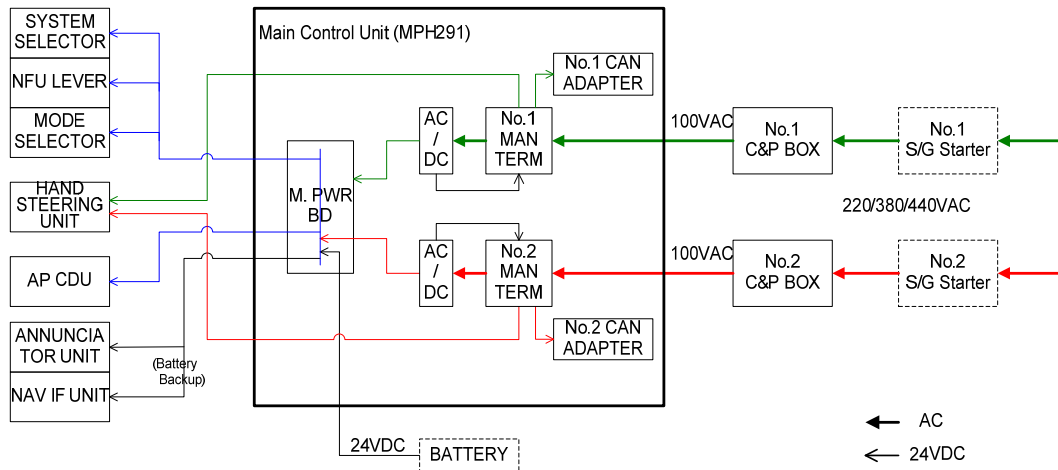 SYSTEM
SELECTOR
NFU LEVER
MODE
SELECTOR
HAND
STEERING
UNIT
AP CDU
ANNUNCIA
TOR UNIT
NAV IF UNIT
(Battery
Backup)
Main Control Unit (MPH291)
No.1 CAN
ADAPTER
AC
/
DC
No.1
MAN
TERM
M. PWR
BD
AC
/
DC
No.2
MAN
TERM
No.2 CAN
ADAPTER
100VAC
No.1
C&P BOX
No.1
S/G Starter
220/380/440VAC
100VAC
No.2
C&P BOX
No.2
S/G Starter
24VDC
BATTERY
AC
24VDC